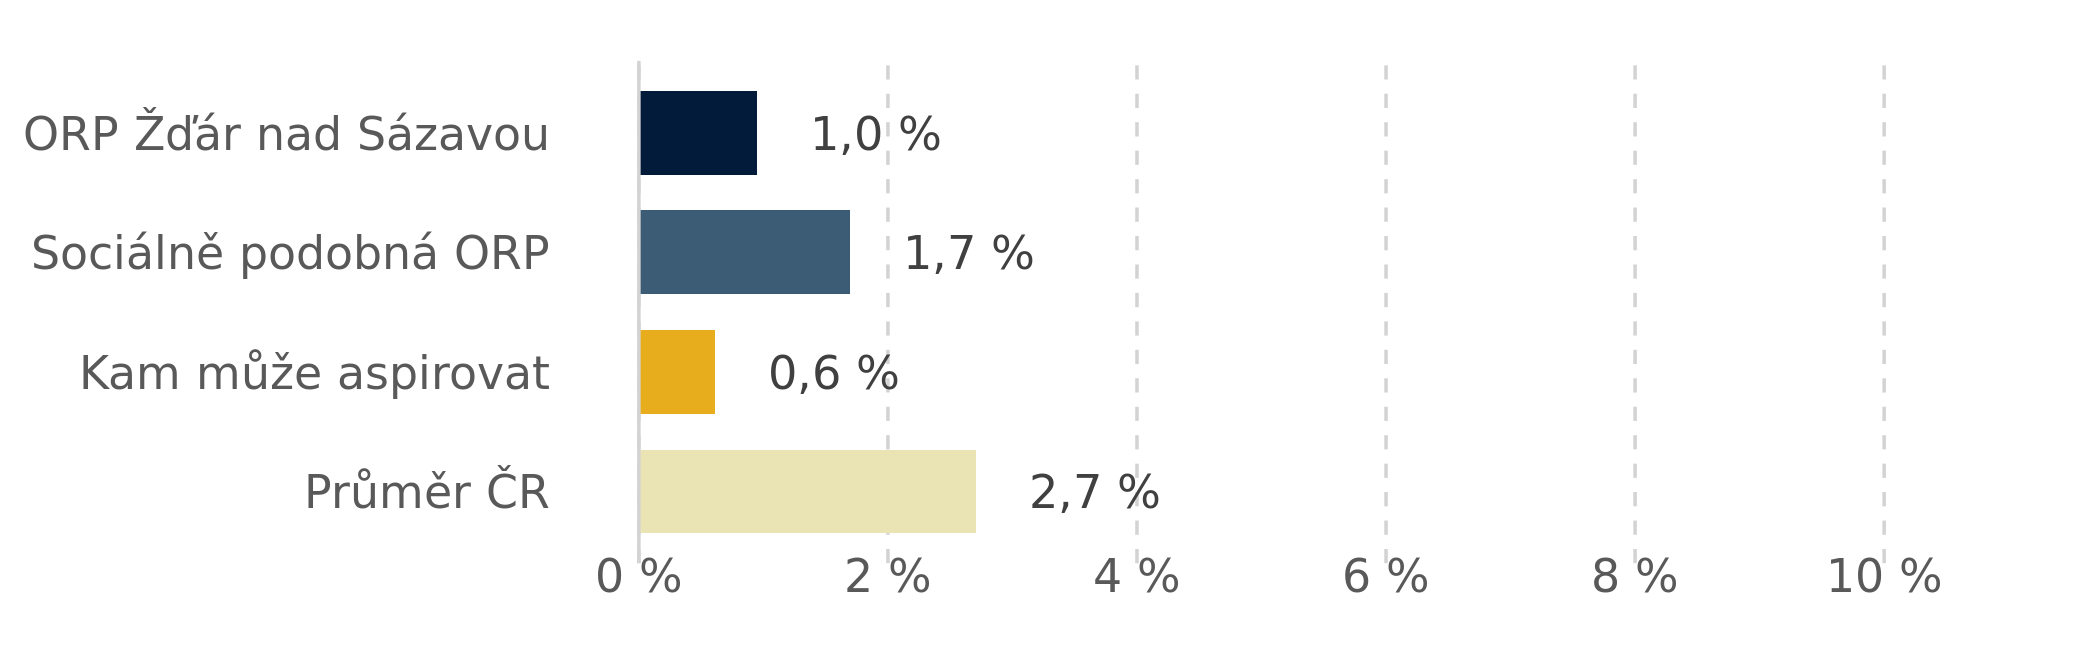 ORP Žďár nad Sázavou 1,0 %
Sociálně podobná ORP 1,7 %
Kam může aspirovat 0,6 %
Průměr ČR 2,7 %
0 % 2 % 4 % 6 % 8 % 10 %